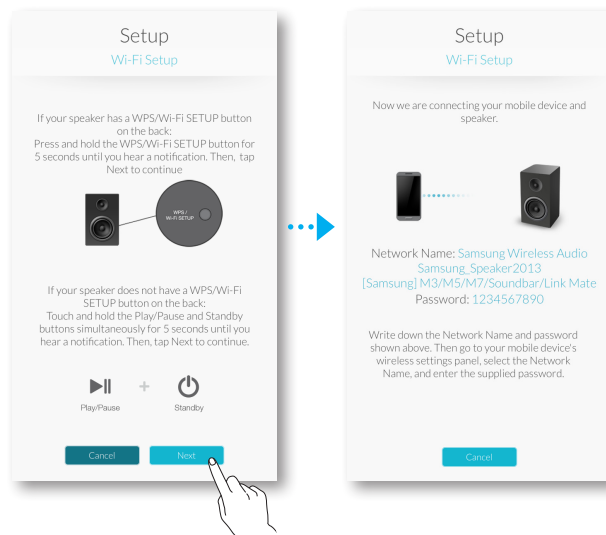 Setup
Wi-Fi Setup
If your speaker has a WPS/Wi-Fi SETUP button
on the back:
Press and hold the WPS/Wi-Fi SETUP button for
5 seconds until you hear a notification. Then, tap
Next to continue
WPS /
Wi-Fi SETUP
If your speaker does not have a WPS/Wi-Fi
SETUP button on the back:
Touch and hold the Play/Pause and Standby
buttons simultaneously for 5 seconds until you
hear a notification. Then, tap Next to continue.
+
Play/Pause
Standby
Cancel
Next
Setup
Wi-Fi Setup
Now we are connecting your mobile device and
speaker.
Network Name: Samsung Wireless Audio
Samsung_Speaker2013
[Samsung] M3/M5/M7/Soundbar/Link Mate
Password: 1234567890
Write down the Network Name and password
shown above. Then go to your mobile device's
wireless settings panel, select the Network
Name, and enter the supplied password.
Cancel